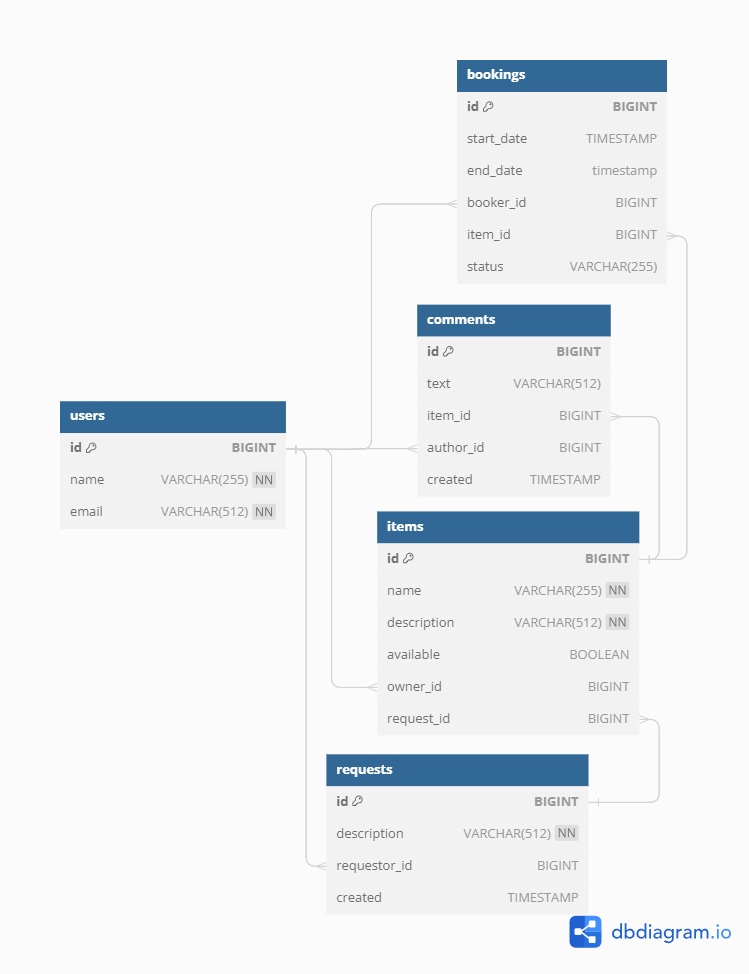 bookings
id BIGINT
start_date TIMESTAMP
end_date timestamp
booker_id BIGINT
item_id BIGINT
status VARCHAR(255)
comments
id BIGINT
text VARCHAR(512)
item_id BIGINT
author_id BIGINT
created TIMESTAMP
users
id BIGINT
name VARCHAR(255) NN
email VARCHAR(512) NN
items
id BIGINT
name VARCHAR(255) NN
description VARCHAR(512) NN
available BOOLEAN
owner_id BIGINT
request_id BIGINT
requests
id BIGINT
description VARCHAR(512) NN
requestor_id BIGINT
created TIMESTAMP
dbdiagram.io